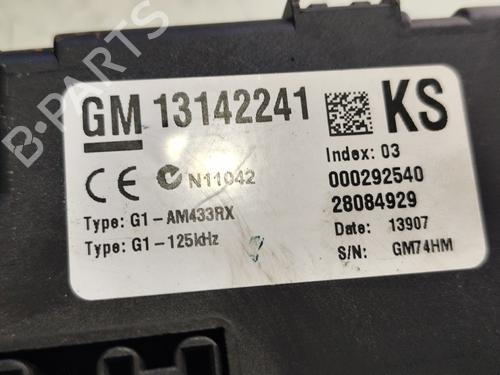 GM 13142241 KS
Index: 03
CE N11042
000292540
28084929
Type: G1-AM433RX
Date: 13907
Type: G1-125kHz
S/N: GM74HM
B-PARTS